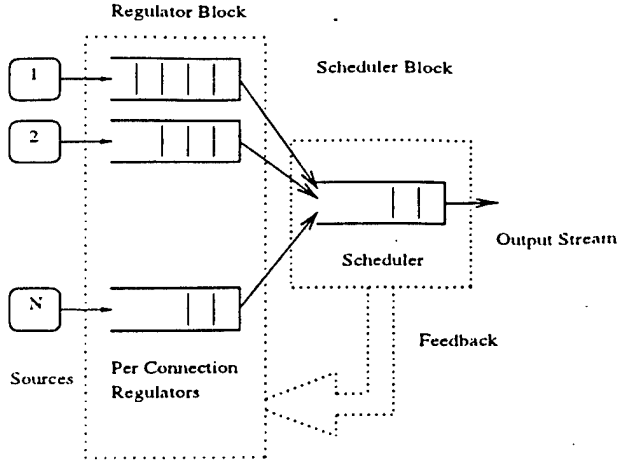 Regulator Block
1
Scheduler Block
2
Output Stream
Scheduler
N
Feedback
Per Connection
Sources
Regulators